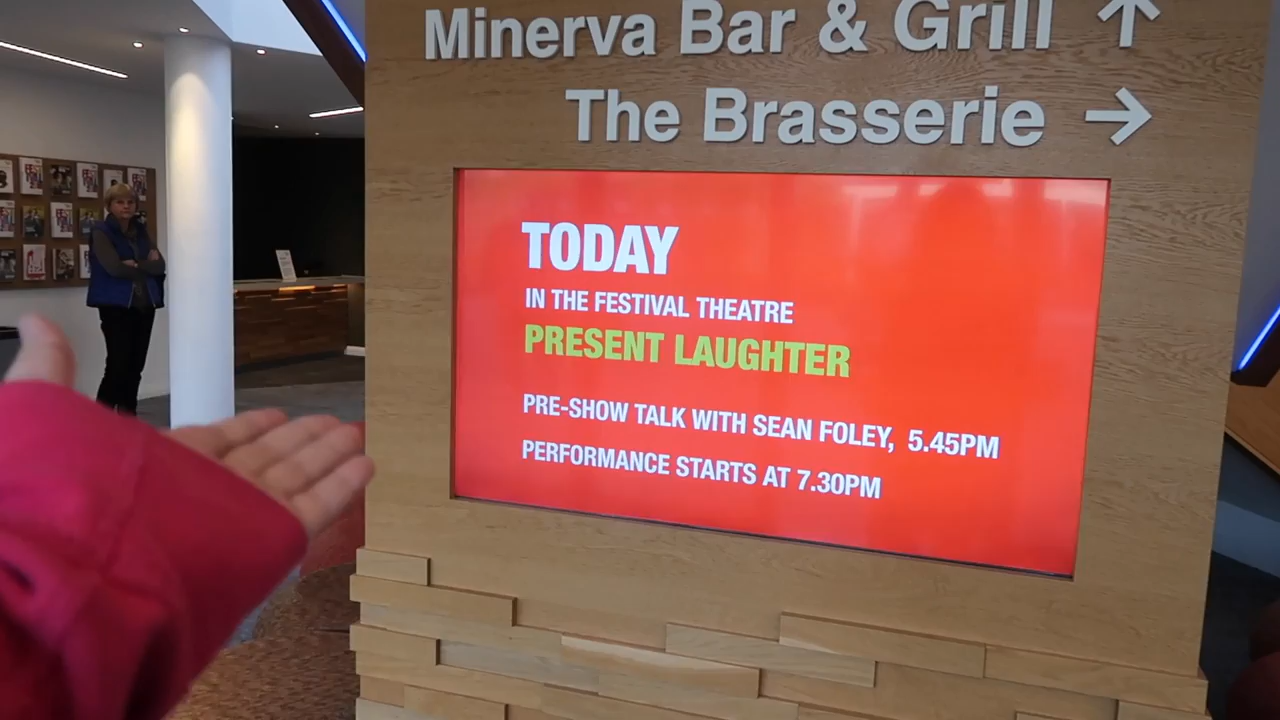 Minerva Bar & Grill ↑
The Brasserie →
TODAY
IN THE FESTIVAL THEATRE
PRESENT LAUGHTER
PRE-SHOW TALK WITH SEAN FOLEY, 5.45PM
PERFORMANCE STARTS AT 7.30PM